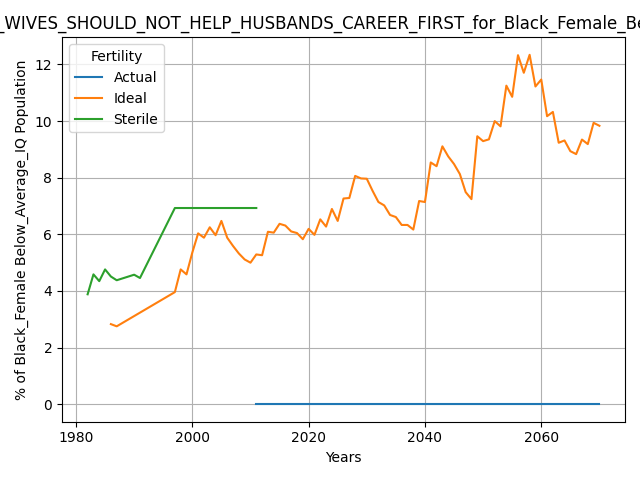 _WIVES_SHOULD_NOT_HELP_HUSBANDS_CAREER_FIRST_for_Black_Female_Be
Fertility
Actual
Ideal
Sterile
% of Black_Female Below_Average_IQ Population
12
10
8
6
4
2
0
1980 2000 2020 2040 2060
Years